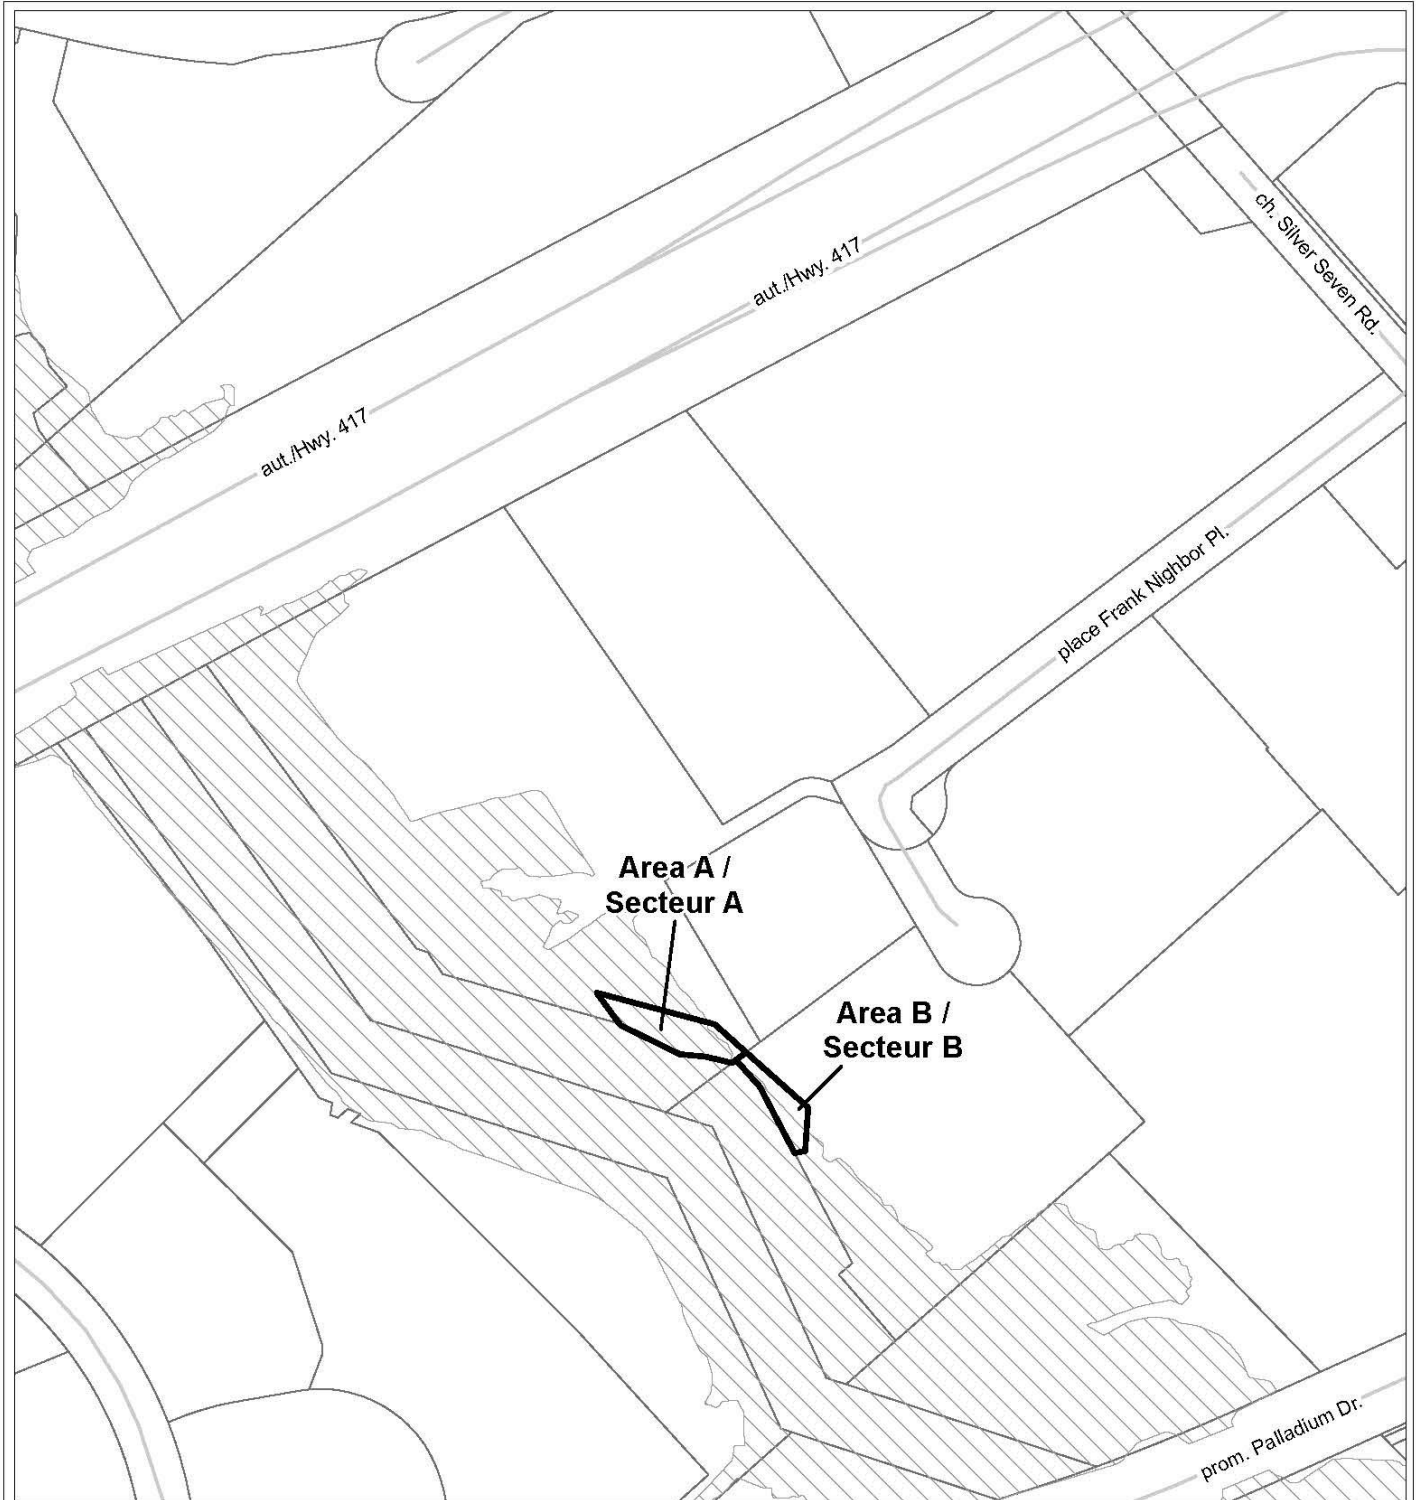 ch. Silver Seven Rd.
aut./Hwy. 417
aut./Hwy. 417
place Frank Nighbor Pl.
Area A /
Secteur A
Area B /
Secteur B
prom. Palladium Dr.